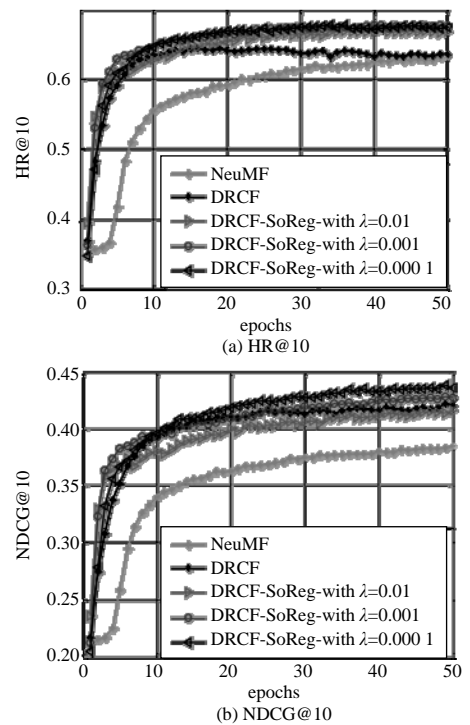 HR@10
0.6
0.5
0.4
0.3
NeuMF
DRCF
DRCF-SoReg-with λ=0.01
DRCF-SoReg-with λ=0.001
DRCF-SoReg-with λ=0.000 1
0 10 20 30 40 50
epochs
(a) HR@10
NDCG@10
0.45
0.40
0.35
0.30
0.25
0.20
NeuMF
DRCF
DRCF-SoReg-with λ=0.01
DRCF-SoReg-with λ=0.001
DRCF-SoReg-with λ=0.000 1
0 10 20 30 40 50
epochs
(b) NDCG@10